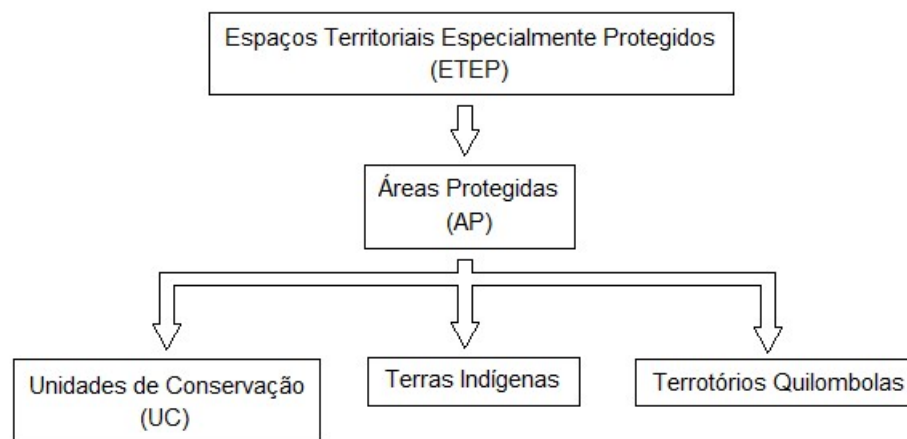 Espaços Territoriais Especialmente Protegidos
(ETEP)
Áreas Protegidas
(AP)
Unidades de Conservação
(UC)
Terras Indígenas
Terrotórios Quilombolas